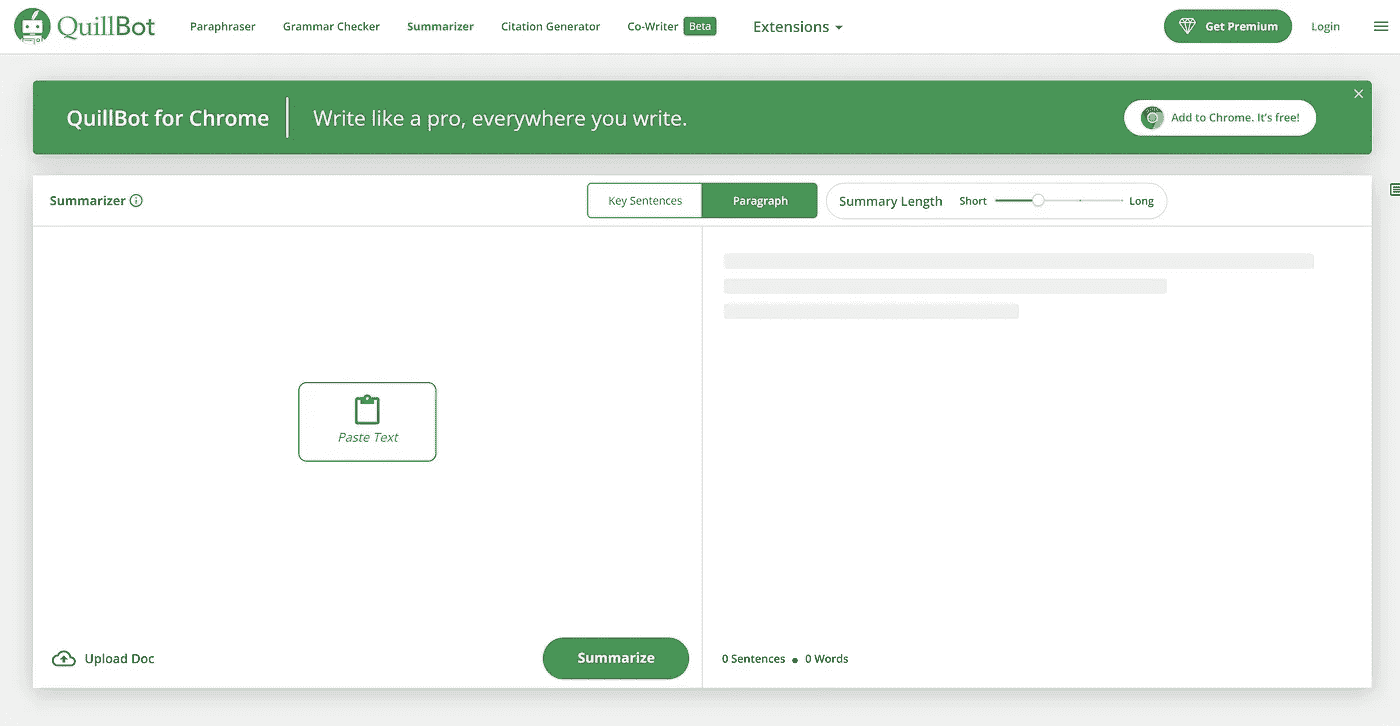 QuillBot Paraphraser Grammar Checker Summarizer Citation Generator Co-Writer Beta Extensions Get Premium Login
QuillBot for Chrome Write like a pro, everywhere you write. Add to Chrome. It's free!
Summarizer Key Sentences Paragraph Summary Length Short Long
Paste Text
Upload Doc Summarize 0 Sentences • 0 Words